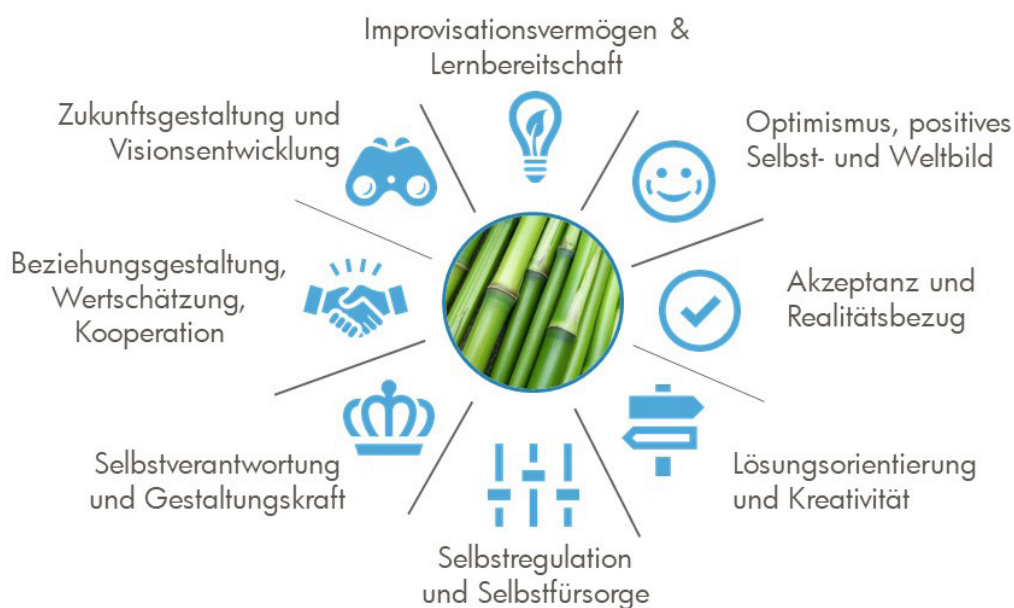 Improvisationsvermögen &
Lernbereitschaft
Optimismus, positives
Selbst- und Weltbild
Akzeptanz und
Realitätsbezug
Lösungsorientierung
und Kreativität
Selbstregulation
und Selbstfürsorge
Selbstverantwortung
und Gestaltungskraft
Beziehungsgestaltung,
Wertschätzung,
Kooperation
Zukunftsgestaltung und
Visionsentwicklung